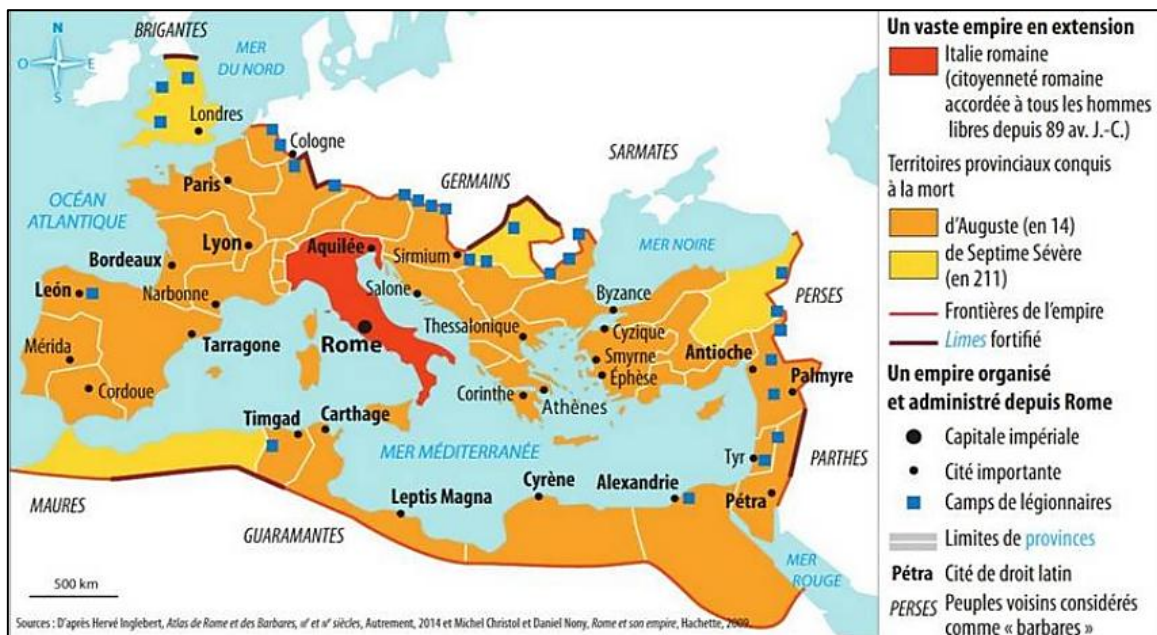 BRIGANTES
N
O
E
S
MER
DU NORD
Londres
Cologne
SARMATES
GERMAINS
OCÉAN
ATLANTIQUE
Paris
Lyon
Aquilée
Sirmium
MER NOIRE
Bordeaux
León
Narbonne
Salone
Byzance
PERSES
Thessalonique
Cyzique
Rome
Mérida
Tarragone
Smyrne
Antioche
Cordoue
Éphèse
Palmyre
Corinthe
Athènes
Timgad
Carthage
MER MÉDITERRANÉE
Tyr
PARTHES
Cyrène
Alexandrie
MAURES
Leptis Magna
Pétra
GUARAMANTES
MER
ROUGE
500 km
Sources : D'après Hervé Inglebert, Atlas de Rome et des Barbares, IIIe et IVe siècles, Autrement, 2014 et Michel Christol et Daniel Nony, Rome et son empire, Hachette, 2009.
Un vaste empire en extension
Italie romaine
(citoyenneté romaine
accordée à tous les hommes
libres depuis 89 av. J.-C.)
Territoires provinciaux conquis
à la mort
d'Auguste (en 14)
de Septime Sévère
(en 211)
Frontières de l'empire
Limes fortifié
Un empire organisé
et administré depuis Rome
Capitale impériale
Cité importante
Camps de légionnaires
Limites de provinces
Pétra Cité de droit latin
PERSES Peuples voisins considérés
comme « barbares »